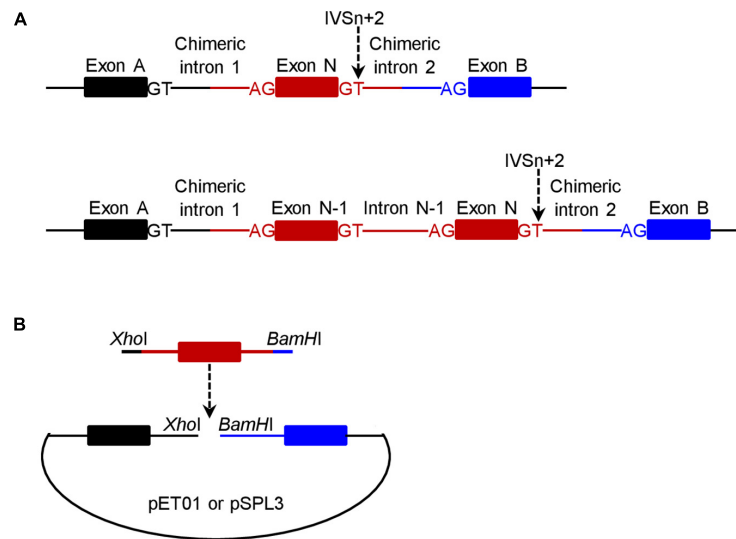 A
IVSn+2
Exon A Chimeric intron 1 Exon N Chimeric intron 2 Exon B
GT AG GT AG
IVSn+2
Exon A Chimeric intron 1 Exon N-1 Intron N-1 Exon N Chimeric intron 2 Exon B
GT AG GT AG GT AG
B
XhoI BamHI
XhoI BamHI
pET01 or pSPL3